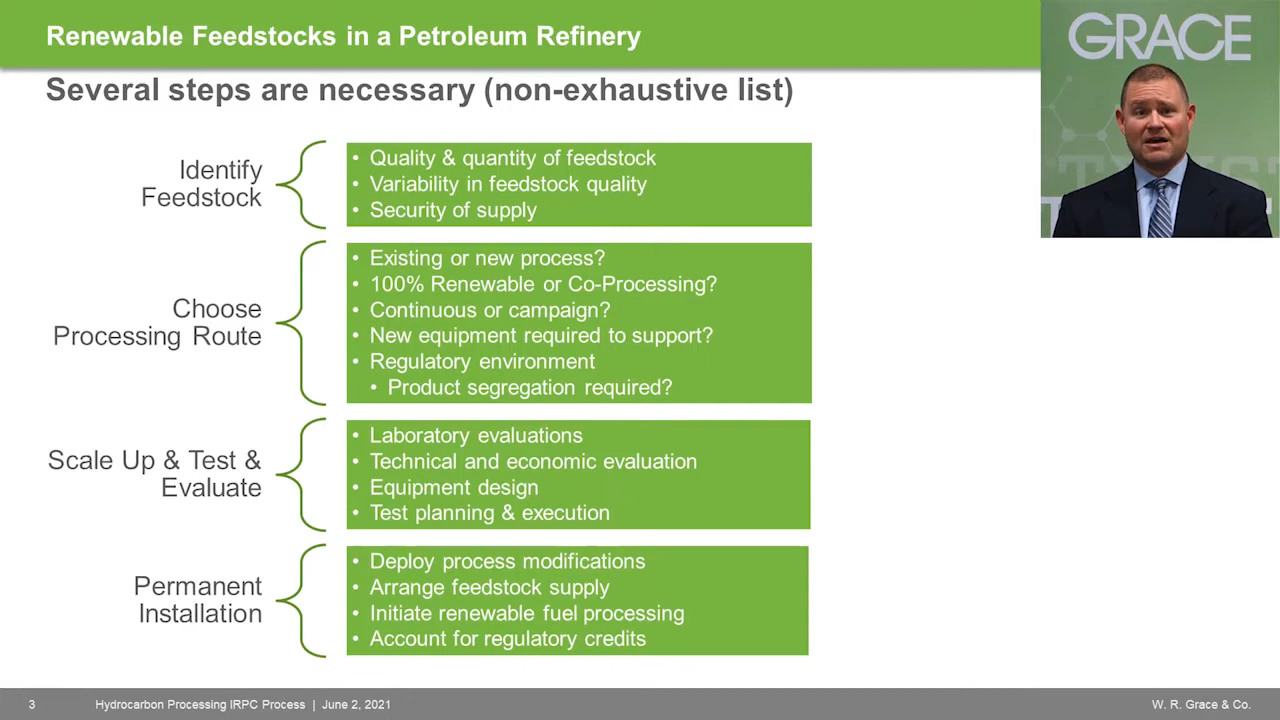 Renewable Feedstocks in a Petroleum Refinery
GRACE
Several steps are necessary (non-exhaustive list)
Identify
Feedstock
• Quality & quantity of feedstock
• Variability in feedstock quality
• Security of supply
Choose
Processing Route
• Existing or new process?
• 100% Renewable or Co-Processing?
• Continuous or campaign?
• New equipment required to support?
• Regulatory environment
• Product segregation required?
Scale Up & Test &
Evaluate
• Laboratory evaluations
• Technical and economic evaluation
• Equipment design
• Test planning & execution
Permanent
Installation
• Deploy process modifications
• Arrange feedstock supply
• Initiate renewable fuel processing
• Account for regulatory credits
3
Hydrocarbon Processing IRPC Process | June 2, 2021
W. R. Grace & Co.